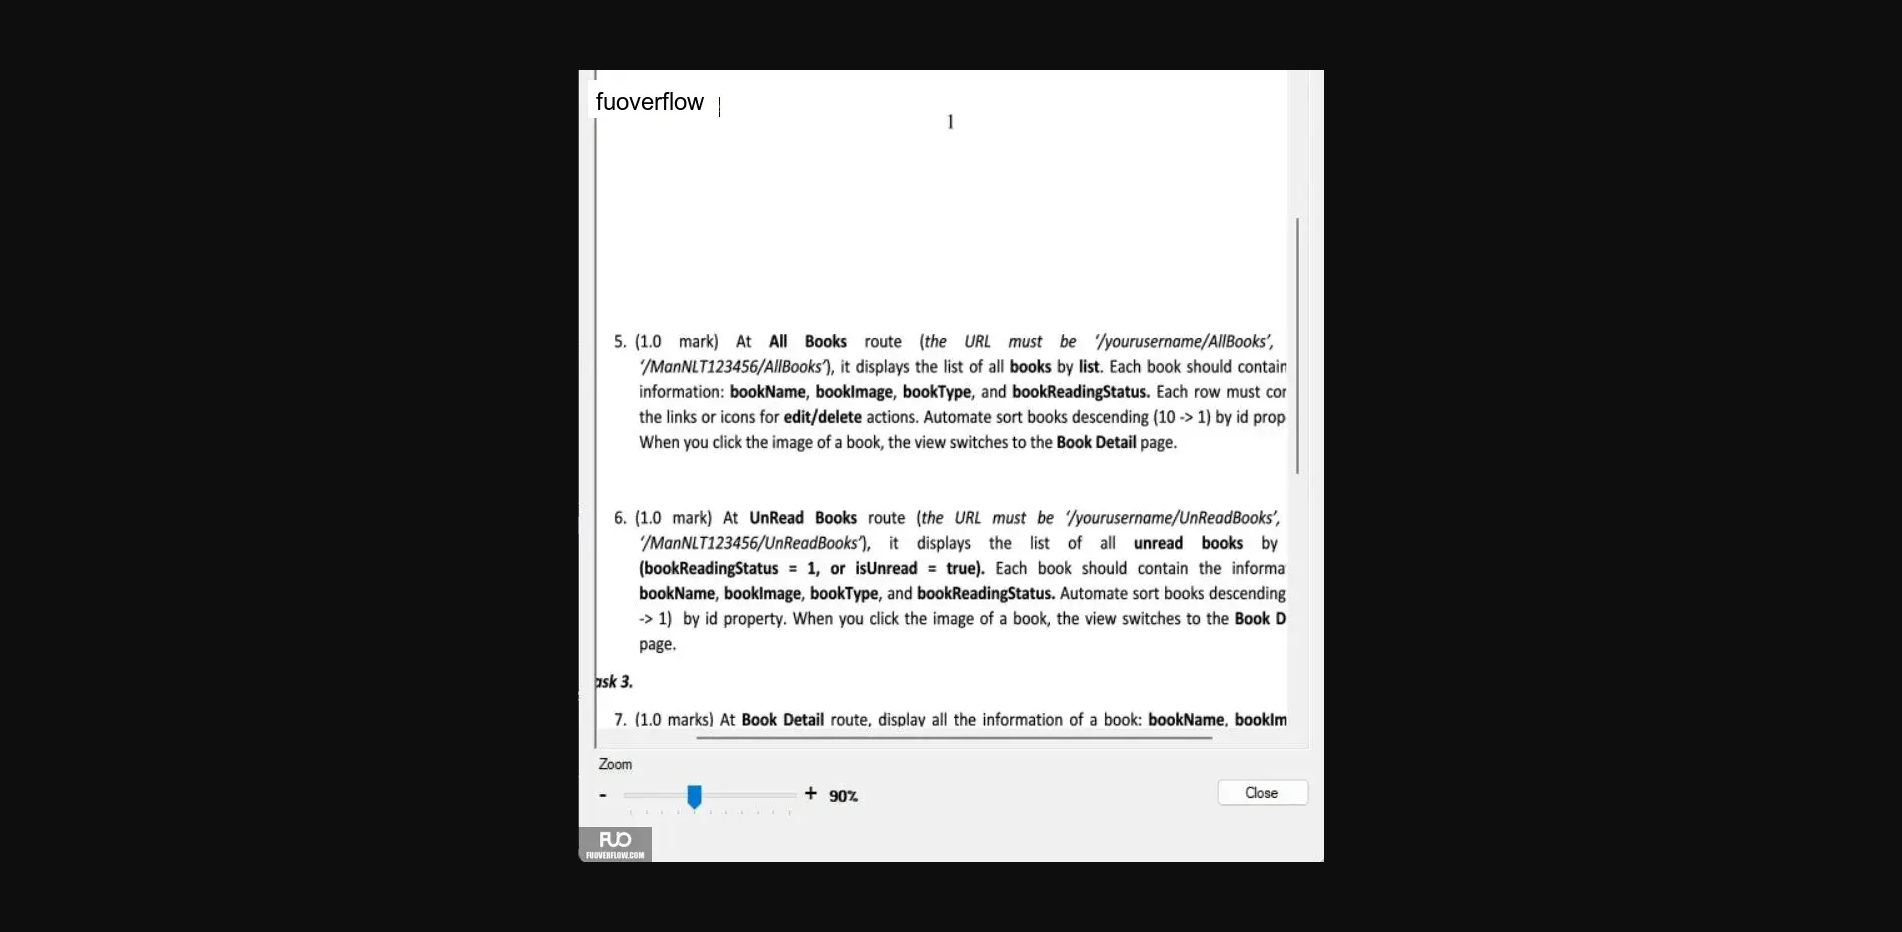 fuoverflow
1
5. (1.0 mark) At All Books route (the URL must be ‘/yourusername/AllBooks’,
‘/ManNLT123456/AllBooks’), it displays the list of all books by list. Each book should contain
information: bookName, bookImage, bookType, and bookReadingStatus. Each row must cor
the links or icons for edit/delete actions. Automate sort books descending (10 -> 1) by id prop
When you click the image of a book, the view switches to the Book Detail page.
6. (1.0 mark) At UnRead Books route (the URL must be ‘/yourusername/UnReadBooks’,
‘/ManNLT123456/UnReadBooks’), it displays the list of all unread books by
(bookReadingStatus = 1, or isUnread = true). Each book should contain the informa
bookName, bookImage, bookType, and bookReadingStatus. Automate sort books descending
-> 1) by id property. When you click the image of a book, the view switches to the Book D
page.
ask 3.
7. (1.0 marks) At Book Detail route, display all the information of a book: bookName, bookIm
Zoom
- + 90%
Close
FUO
FUOVERFLOW.COM